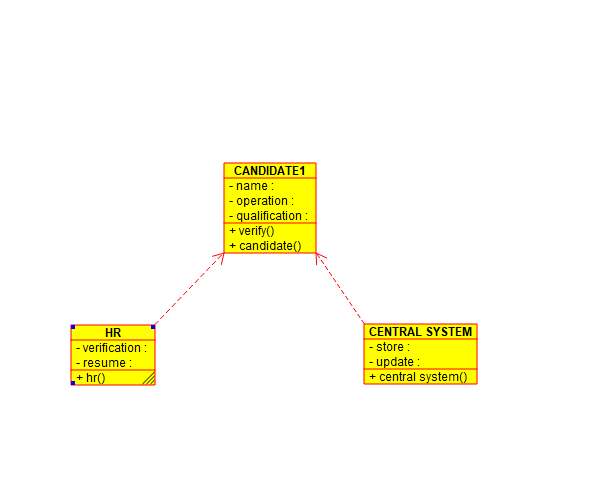 CANDIDATE1
- name :
- operation :
- qualification :
+ verify()
+ candidate()
HR
- verification :
- resume :
+ hr()
CENTRAL SYSTEM
- store :
- update :
+ central system()